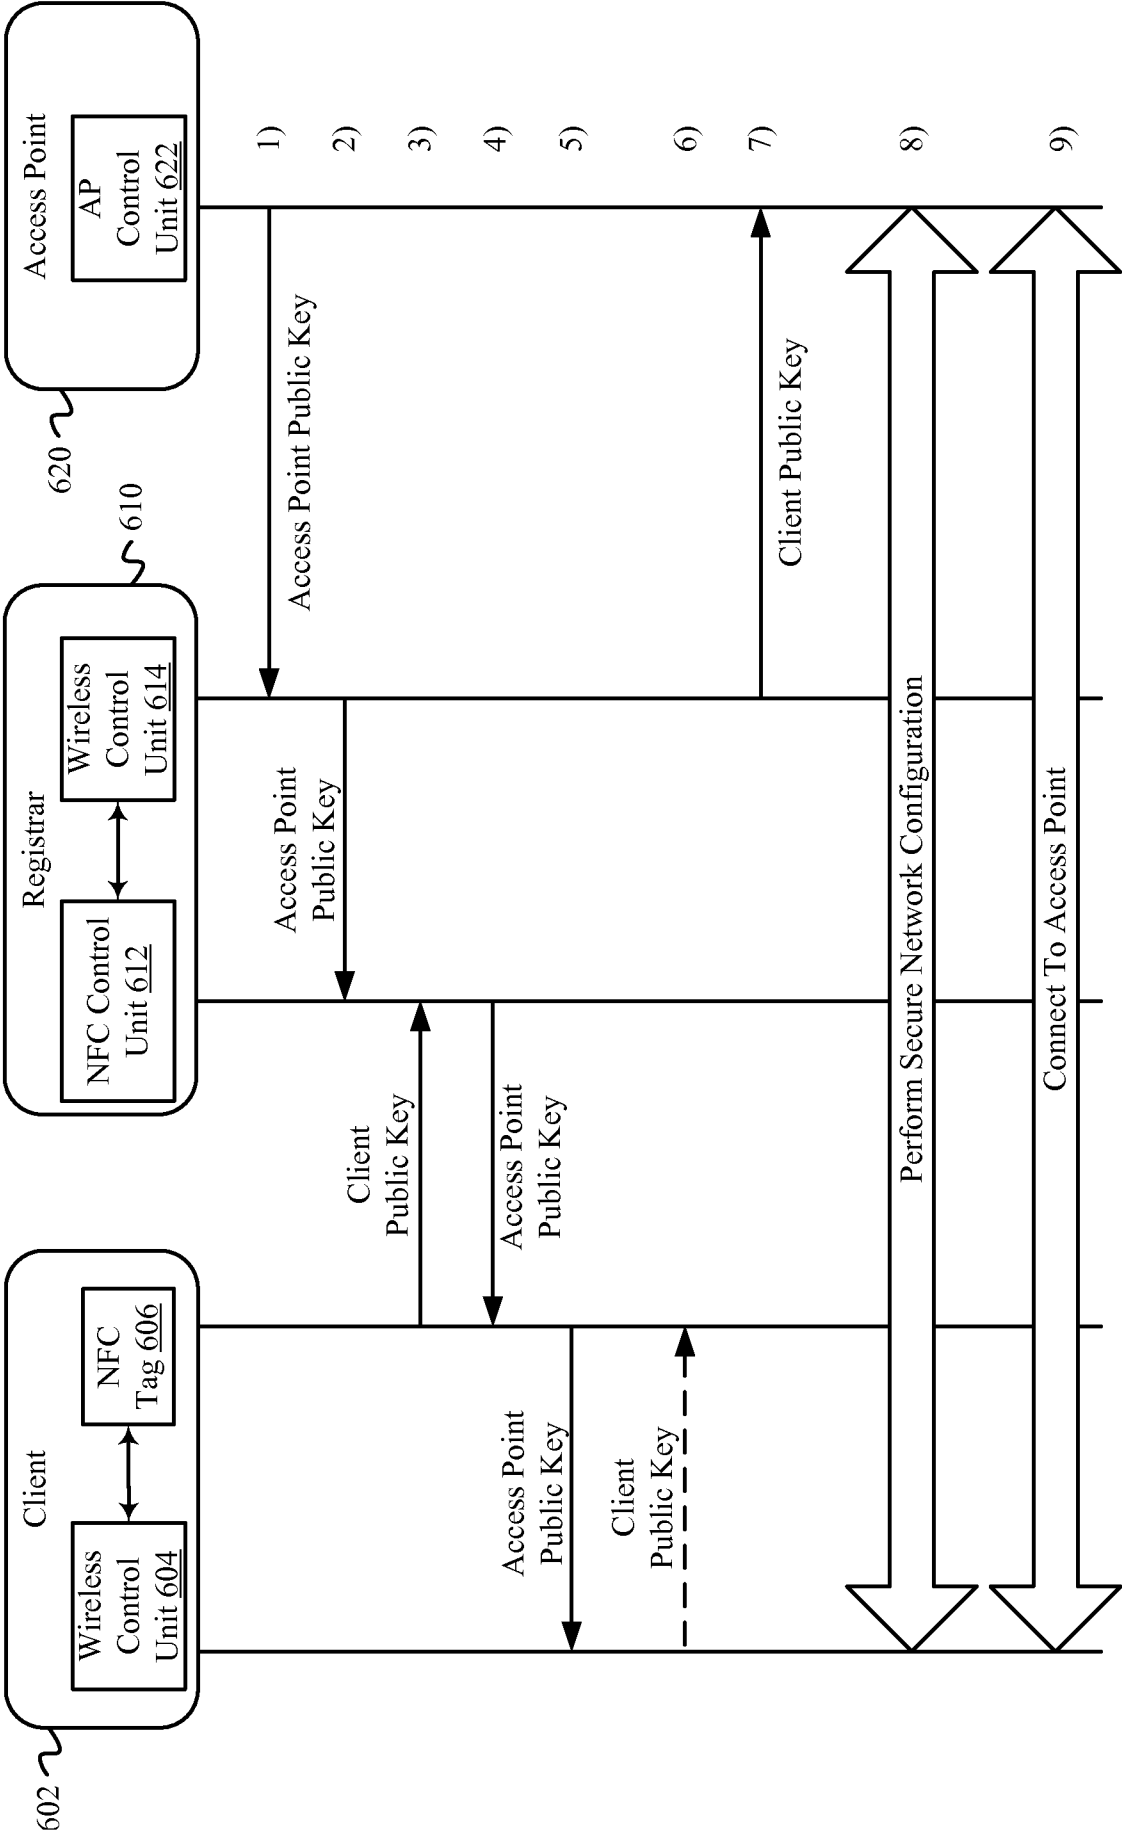 602
Client
Wireless
Control
Unit 604
NFC
Tag 606
Registrar
610
NFC Control
Unit 612
Wireless
Control
Unit 614
620
Access Point
AP
Control
Unit 622
Access Point Public Key
1)
Access Point
Public Key
2)
Client
Public Key
3)
Access Point
Public Key
4)
Access Point
Public Key
5)
Client
Public Key
6)
Client Public Key
7)
Perform Secure Network Configuration
8)
Connect To Access Point
9)